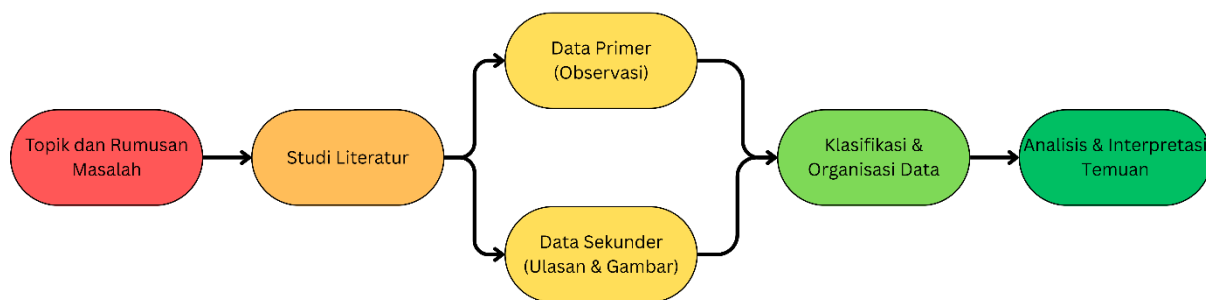 Topik dan Rumusan
Masalah
Studi Literatur
Data Primer
(Observasi)
Data Sekunder
(Ulasan & Gambar)
Klasifikasi &
Organisasi Data
Analisis & Interpretasi
Temuan